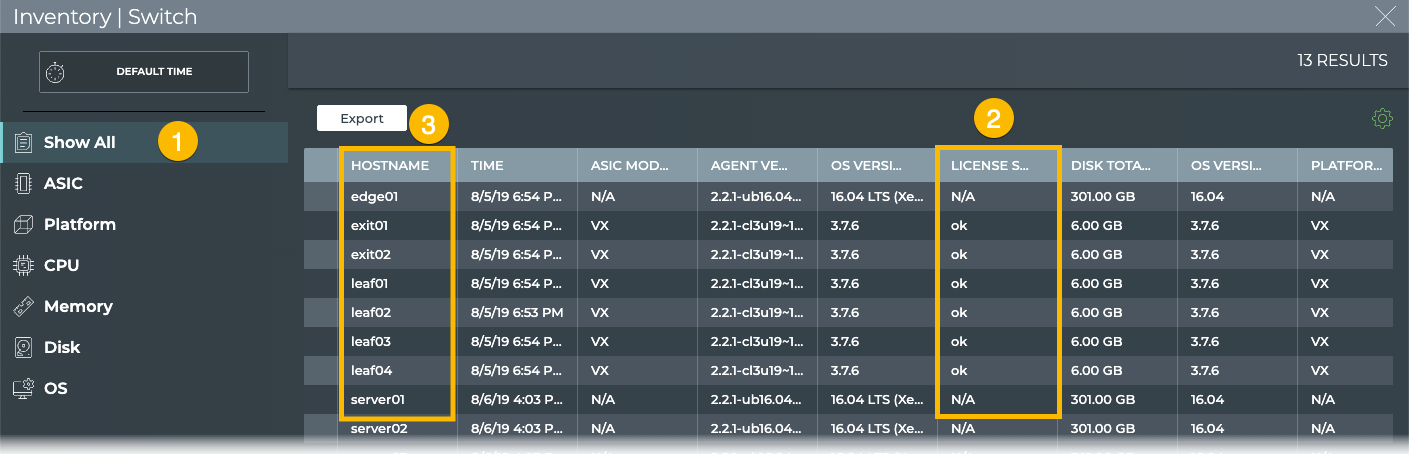 Inventory | Switch
DEFAULT TIME
13 RESULTS
Show All
1
ASIC
Platform
CPU
Memory
Disk
OS
Export
3
2
HOSTNAME TIME ASIC MOD... AGENT VE... OS VERSI... LICENSE S... DISK TOTA... OS VERSI... PLATFOR...
edge01 8/5/19 6:54 P... N/A 2.2.1-ub16.04... 16.04 LTS (Xe... N/A 301.00 GB 16.04 N/A
exit01 8/5/19 6:54 P... VX 2.2.1-cl3u19~1... 3.7.6 ok 6.00 GB 3.7.6 VX
exit02 8/5/19 6:54 P... VX 2.2.1-cl3u19~1... 3.7.6 ok 6.00 GB 3.7.6 VX
leaf01 8/5/19 6:54 P... VX 2.2.1-cl3u19~1... 3.7.6 ok 6.00 GB 3.7.6 VX
leaf02 8/5/19 6:53 PM VX 2.2.1-cl3u19~1... 3.7.6 ok 6.00 GB 3.7.6 VX
leaf03 8/5/19 6:54 P... VX 2.2.1-cl3u19~1... 3.7.6 ok 6.00 GB 3.7.6 VX
leaf04 8/5/19 6:54 P... VX 2.2.1-cl3u19~1... 3.7.6 ok 6.00 GB 3.7.6 VX
server01 8/6/19 4:03 P... N/A 2.2.1-ub16.04... 16.04 LTS (Xe... N/A 301.00 GB 16.04 N/A
server02 8/6/19 4:03 P... N/A 2.2.1-ub16.04... 16.04 LTS (Xe... N/A 301.00 GB 16.04 N/A